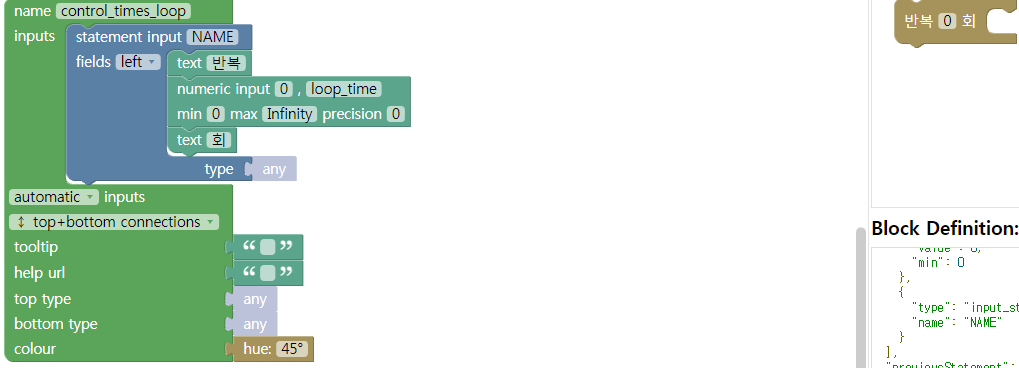 name control_times_loop
inputs statement input NAME
fields left text 반복
numeric input 0 , loop_time
min 0 max Infinity precision 0
text 회
type any
automatic inputs
↕ top+bottom connections
tooltip “ ”
help url “ ”
top type any
bottom type any
colour hue: 45°
반복 0 회
Block Definition:
"value": 0,
"min": 0
},
{
"type": "input_st
"name": "NAME"
}
],
"previousStatement":